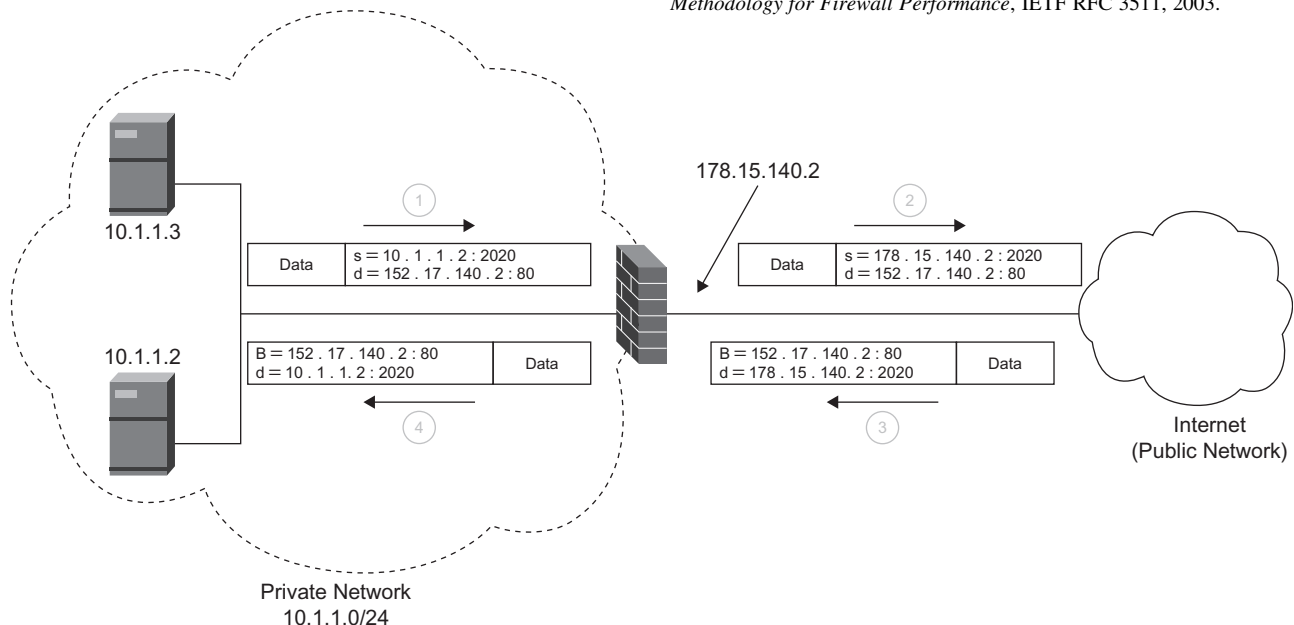 Methodology for Firewall Performance, IETF RFC 3511, 2003.
178.15.140.2
1
2
10.1.1.3
Data
s = 10 . 1 . 1 . 2 : 2020
d = 152 . 17 . 140 . 2 : 80
Data
s = 178 . 15 . 140 . 2 : 2020
d = 152 . 17 . 140 . 2 : 80
10.1.1.2
B = 152 . 17 . 140 . 2 : 80
d = 10 . 1 . 1. 2 : 2020
Data
B = 152 . 17 . 140 . 2 : 80
d = 178 . 15 . 140. 2 : 2020
Data
4
3
Internet
(Public Network)
Private Network
10.1.1.0/24